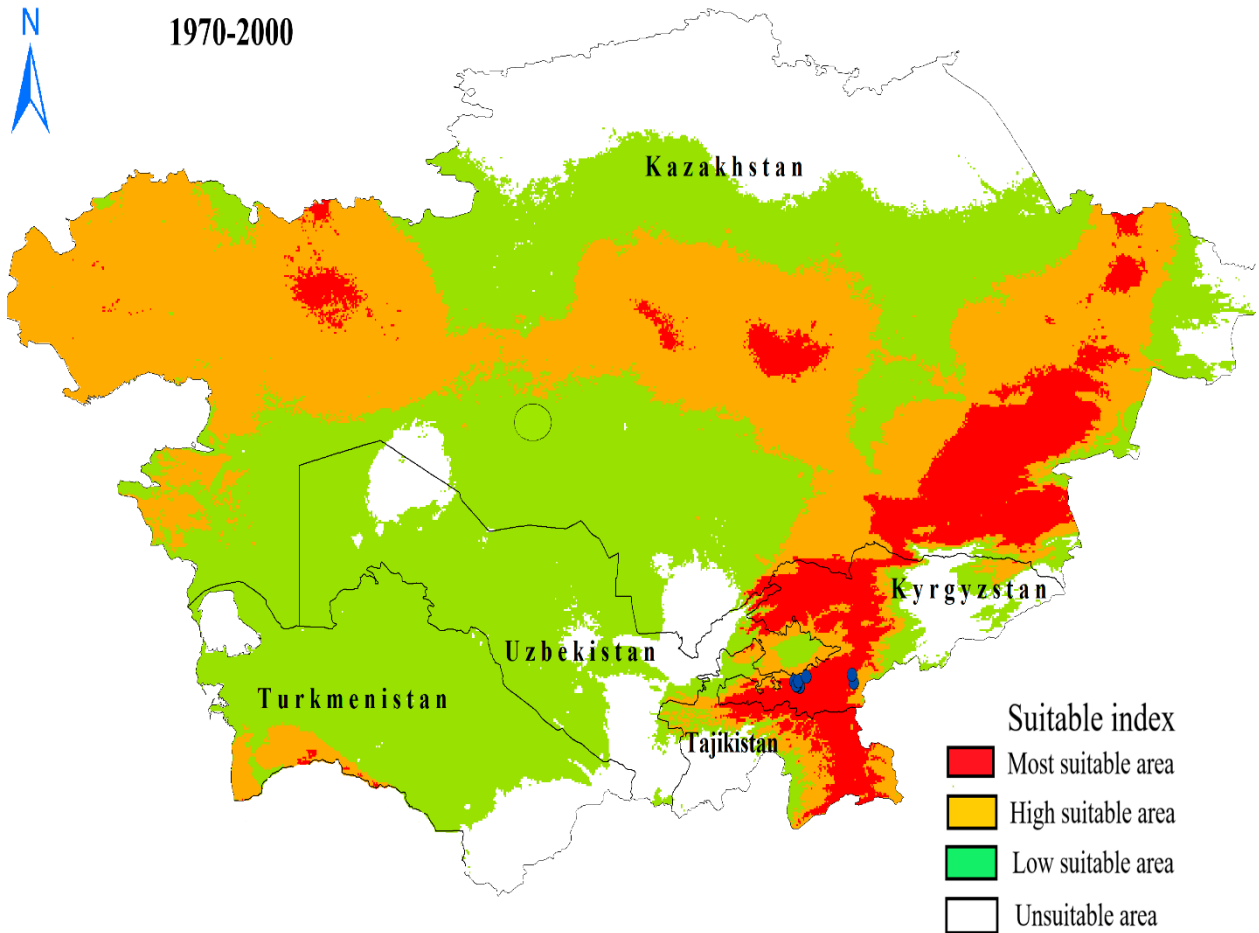 N
1970-2000
Kazakhstan
Kyrgyzstan
Uzbekistan
Turkmenistan
Tajikistan
Suitable index
Most suitable area
High suitable area
Low suitable area
Unsuitable area